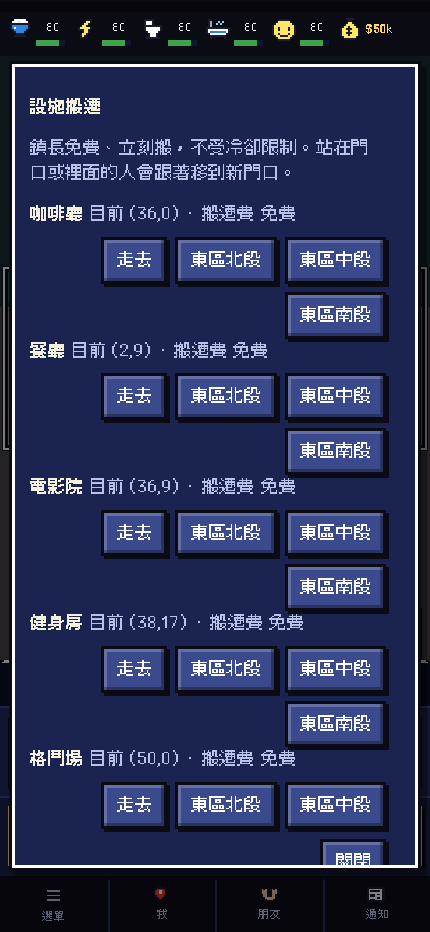 80 80 80 80 80 $50k
設施搬遷
鎮長免費、立刻搬，不受冷卻限制。站在門
口或裡面的人會跟著移到新門口。
咖啡廳 目前 (36,0) · 搬遷費 免費
走去 東區北段 東區中段
東區南段
餐廳 目前 (2,9) · 搬遷費 免費
走去 東區北段 東區中段
東區南段
電影院 目前 (36,9) · 搬遷費 免費
走去 東區北段 東區中段
東區南段
健身房 目前 (38,17) · 搬遷費 免費
走去 東區北段 東區中段
東區南段
格鬥場 目前 (50,0) · 搬遷費 免費
走去 東區北段 東區中段
關閉
選單 我 朋友 通知